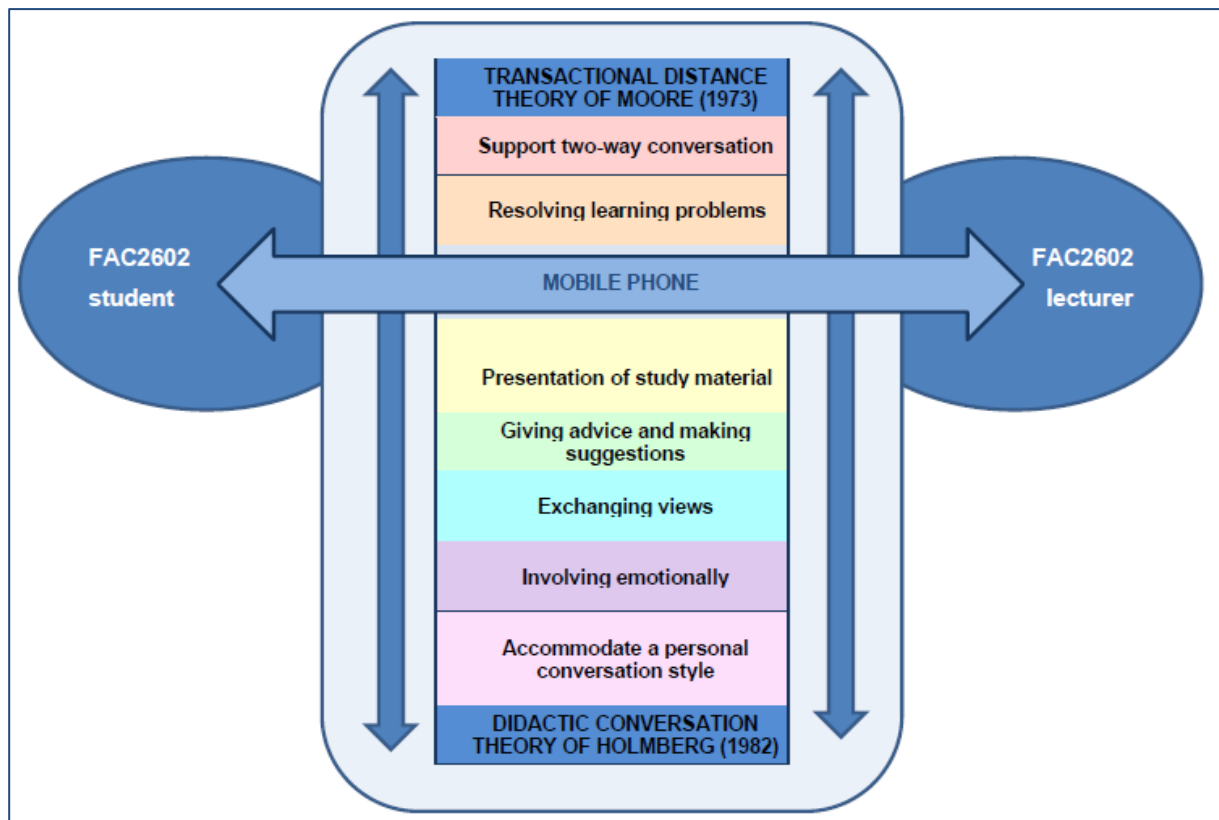 TRANSACTIONAL DISTANCE
THEORY OF MOORE (1973)
Support two-way conversation
Resolving learning problems
FAC2602
student
MOBILE PHONE
FAC2602
lecturer
Presentation of study material
Giving advice and making
suggestions
Exchanging views
Involving emotionally
Accommodate a personal
conversation style
DIDACTIC CONVERSATION
THEORY OF HOLMBERG (1982)